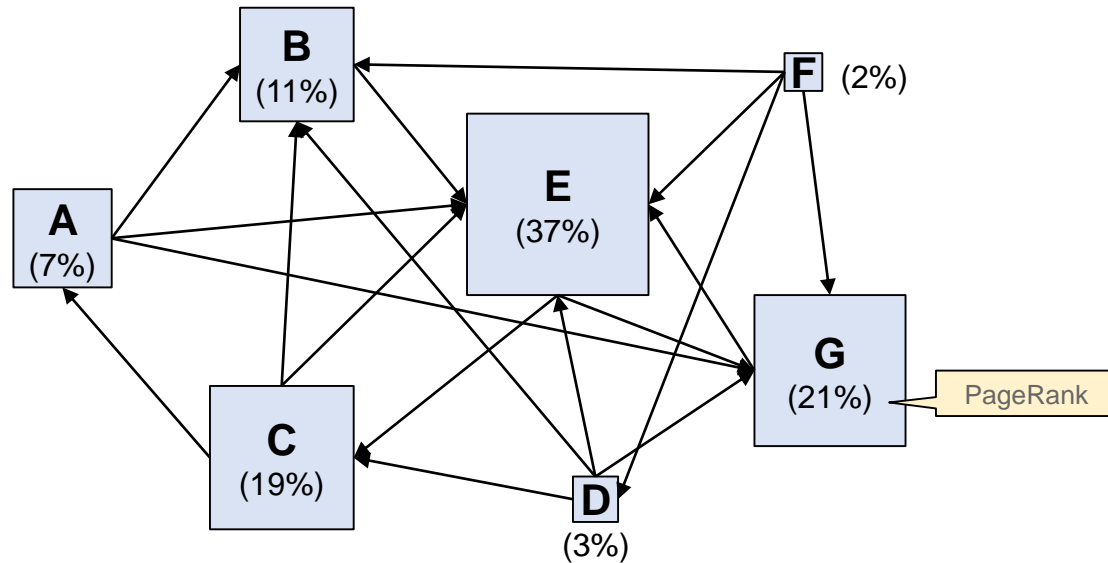 B
(11%)
F
(2%)
E
(37%)
A
(7%)
G
(21%)
PageRank
C
(19%)
D
(3%)